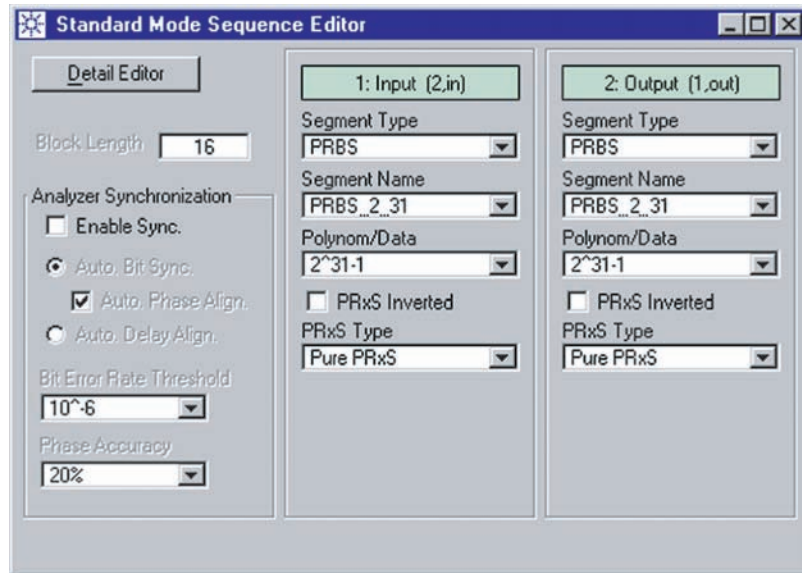 Standard Mode Sequence Editor
Detail Editor
Block Length 16
Analyzer Synchronization
Enable Sync.
Auto. Bit Sync.
Auto. Phase Align.
Auto. Delay Align.
Bit Error Rate Threshold
10^-6
Phase Accuracy
20%
1: Input (2,in)
Segment Type
PRBS
Segment Name
PRBS_2_31
Polynom/Data
2^31-1
PRxS Inverted
PRxS Type
Pure PRxS
2: Output (1,out)
Segment Type
PRBS
Segment Name
PRBS_2_31
Polynom/Data
2^31-1
PRxS Inverted
PRxS Type
Pure PRxS